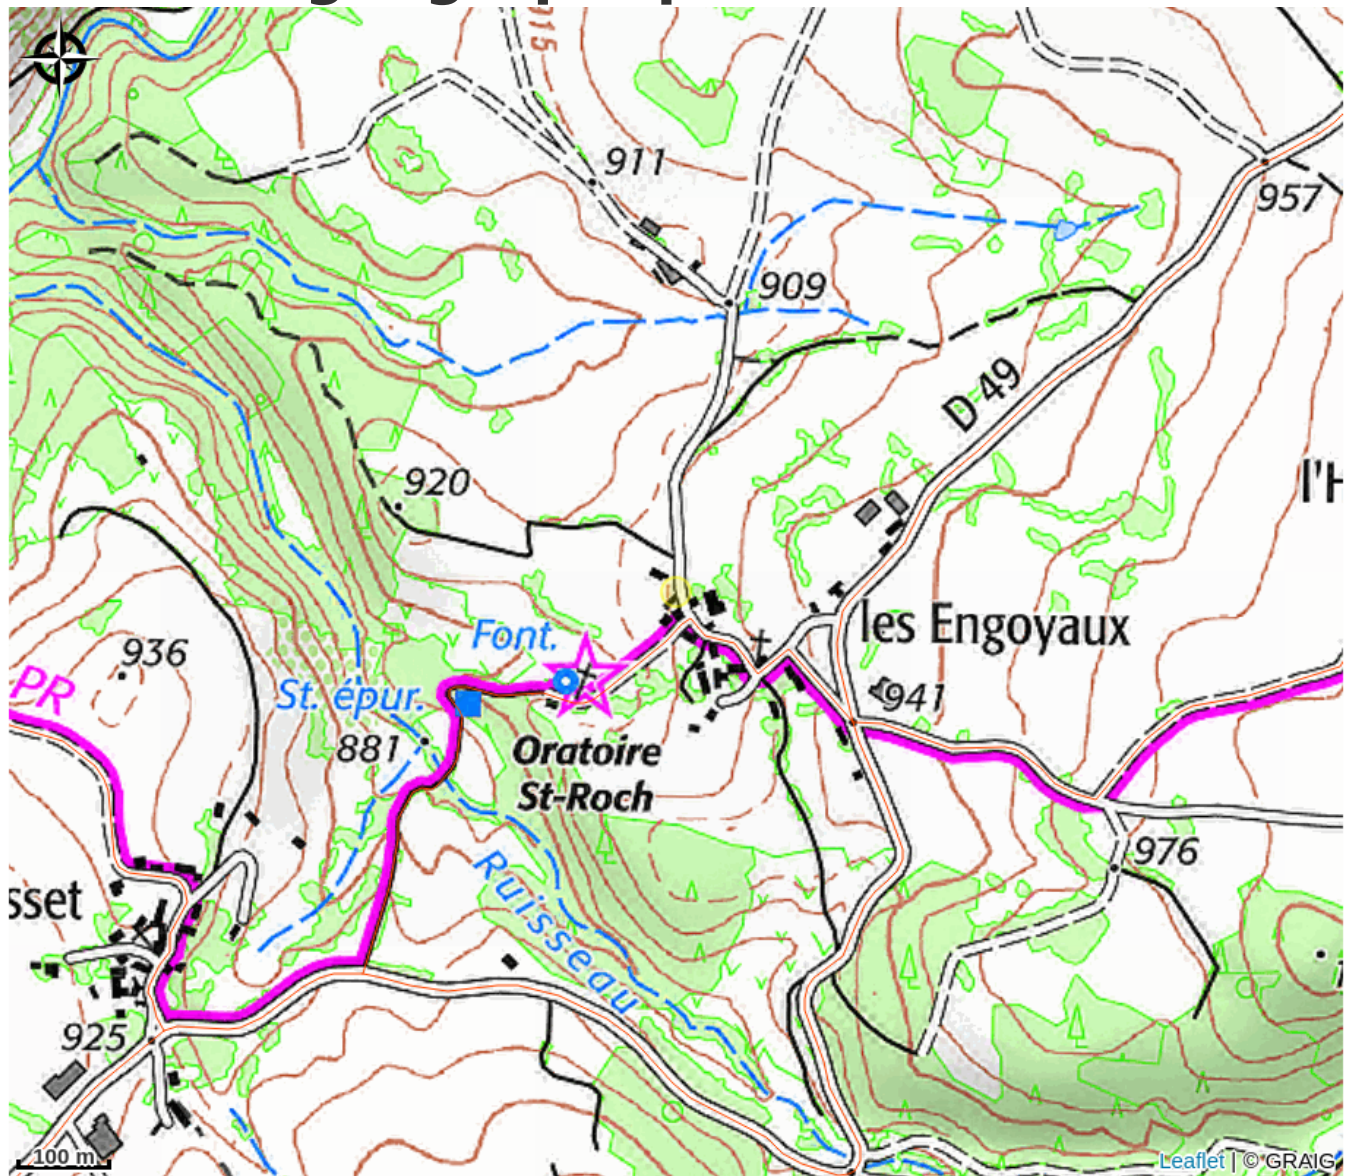 915
911
957
909
D 49
920
l'H
Font.
les Engoyaux
936
PR
St. épur.
941
881
Oratoire
St-Roch
976
Ruisseau
sset
925
100 m
Leaflet | © GRAIG